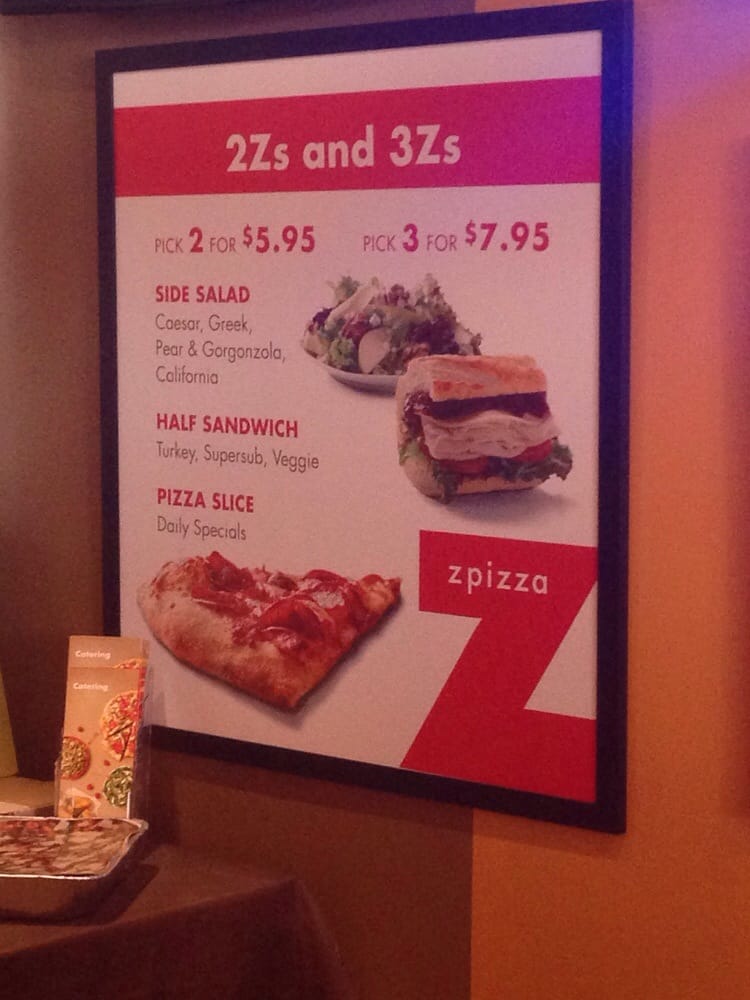 2Zs and 3Zs
PICK 2 FOR $5.95 PICK 3 FOR $7.95
SIDE SALAD
Caesar, Greek,
Pear & Gorgonzola,
California
HALF SANDWICH
Turkey, Supersub, Veggie
PIZZA SLICE
Daily Specials
zpizza
Z
Catering
Catering